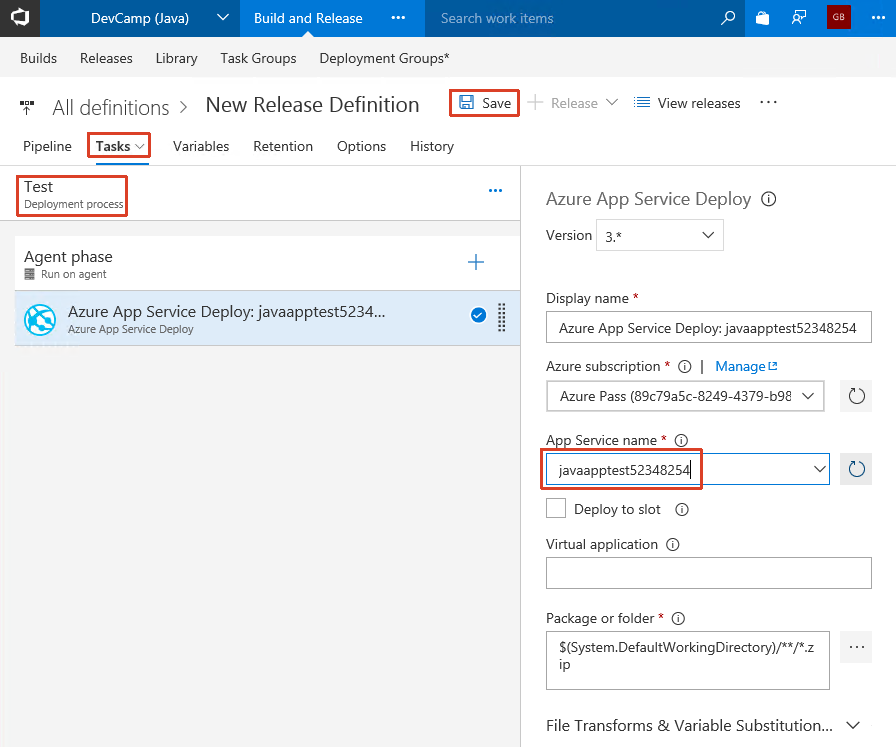 DevCamp (Java)
Build and Release
Search work items
GB
Builds Releases Library Task Groups Deployment Groups*
All definitions > New Release Definition
Save
Release
View releases
Pipeline Tasks Variables Retention Options History
Test
Deployment process
Agent phase
Run on agent
Azure App Service Deploy: javaapptest5234...
Azure App Service Deploy
Azure App Service Deploy
Version 3.*
Display name *
Azure App Service Deploy: javaapptest52348254
Azure subscription * | Manage
Azure Pass (89c79a5c-8249-4379-b98
App Service name *
javaapptest52348254
Deploy to slot
Virtual application
Package or folder *
$(System.DefaultWorkingDirectory)/**/*.z
ip
File Transforms & Variable Substitution...